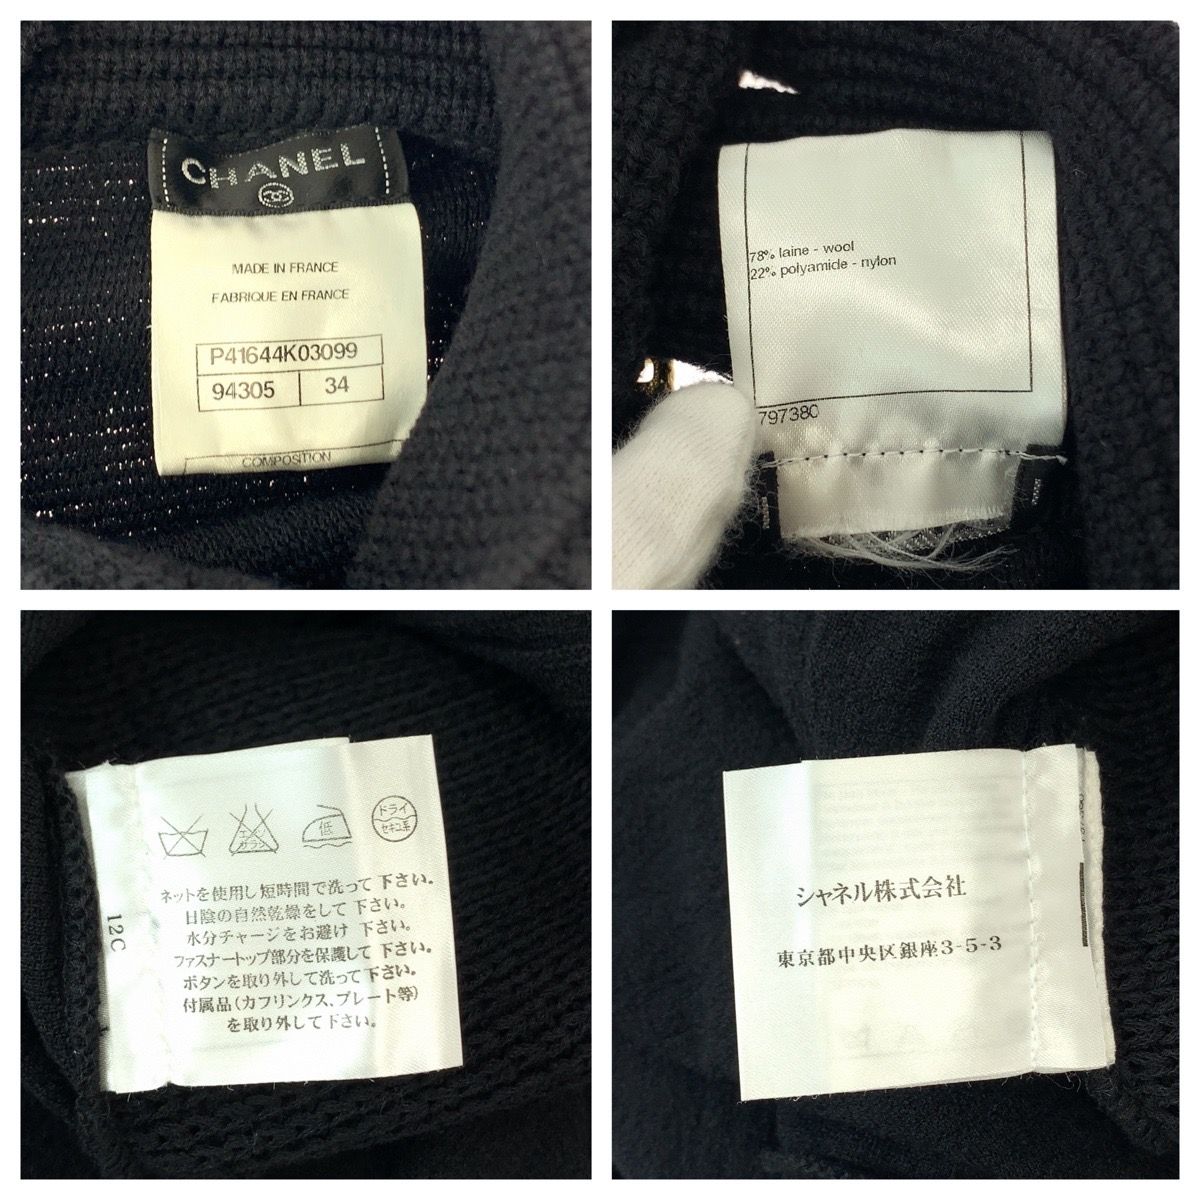 CHANEL
MADE IN FRANCE
FABRIQUE EN FRANCE
P41644K03099
94305 34
COMPOSITION
78% laine - wool
22% polyamide - nylon
797380
エンソ
サラシ
低
ドライ
セキユ系
ネットを使用し短時間で洗って下さい。
日陰の自然乾燥をして下さい。
水分チャージをお避け下さい。
ファスナートップ部分を保護して下さい。
ボタンを取り外して洗って下さい。
付属品(カフリンクス、プレート等)
を取り外して下さい。
12C
シャネル株式会社
東京都中央区銀座3-5-3